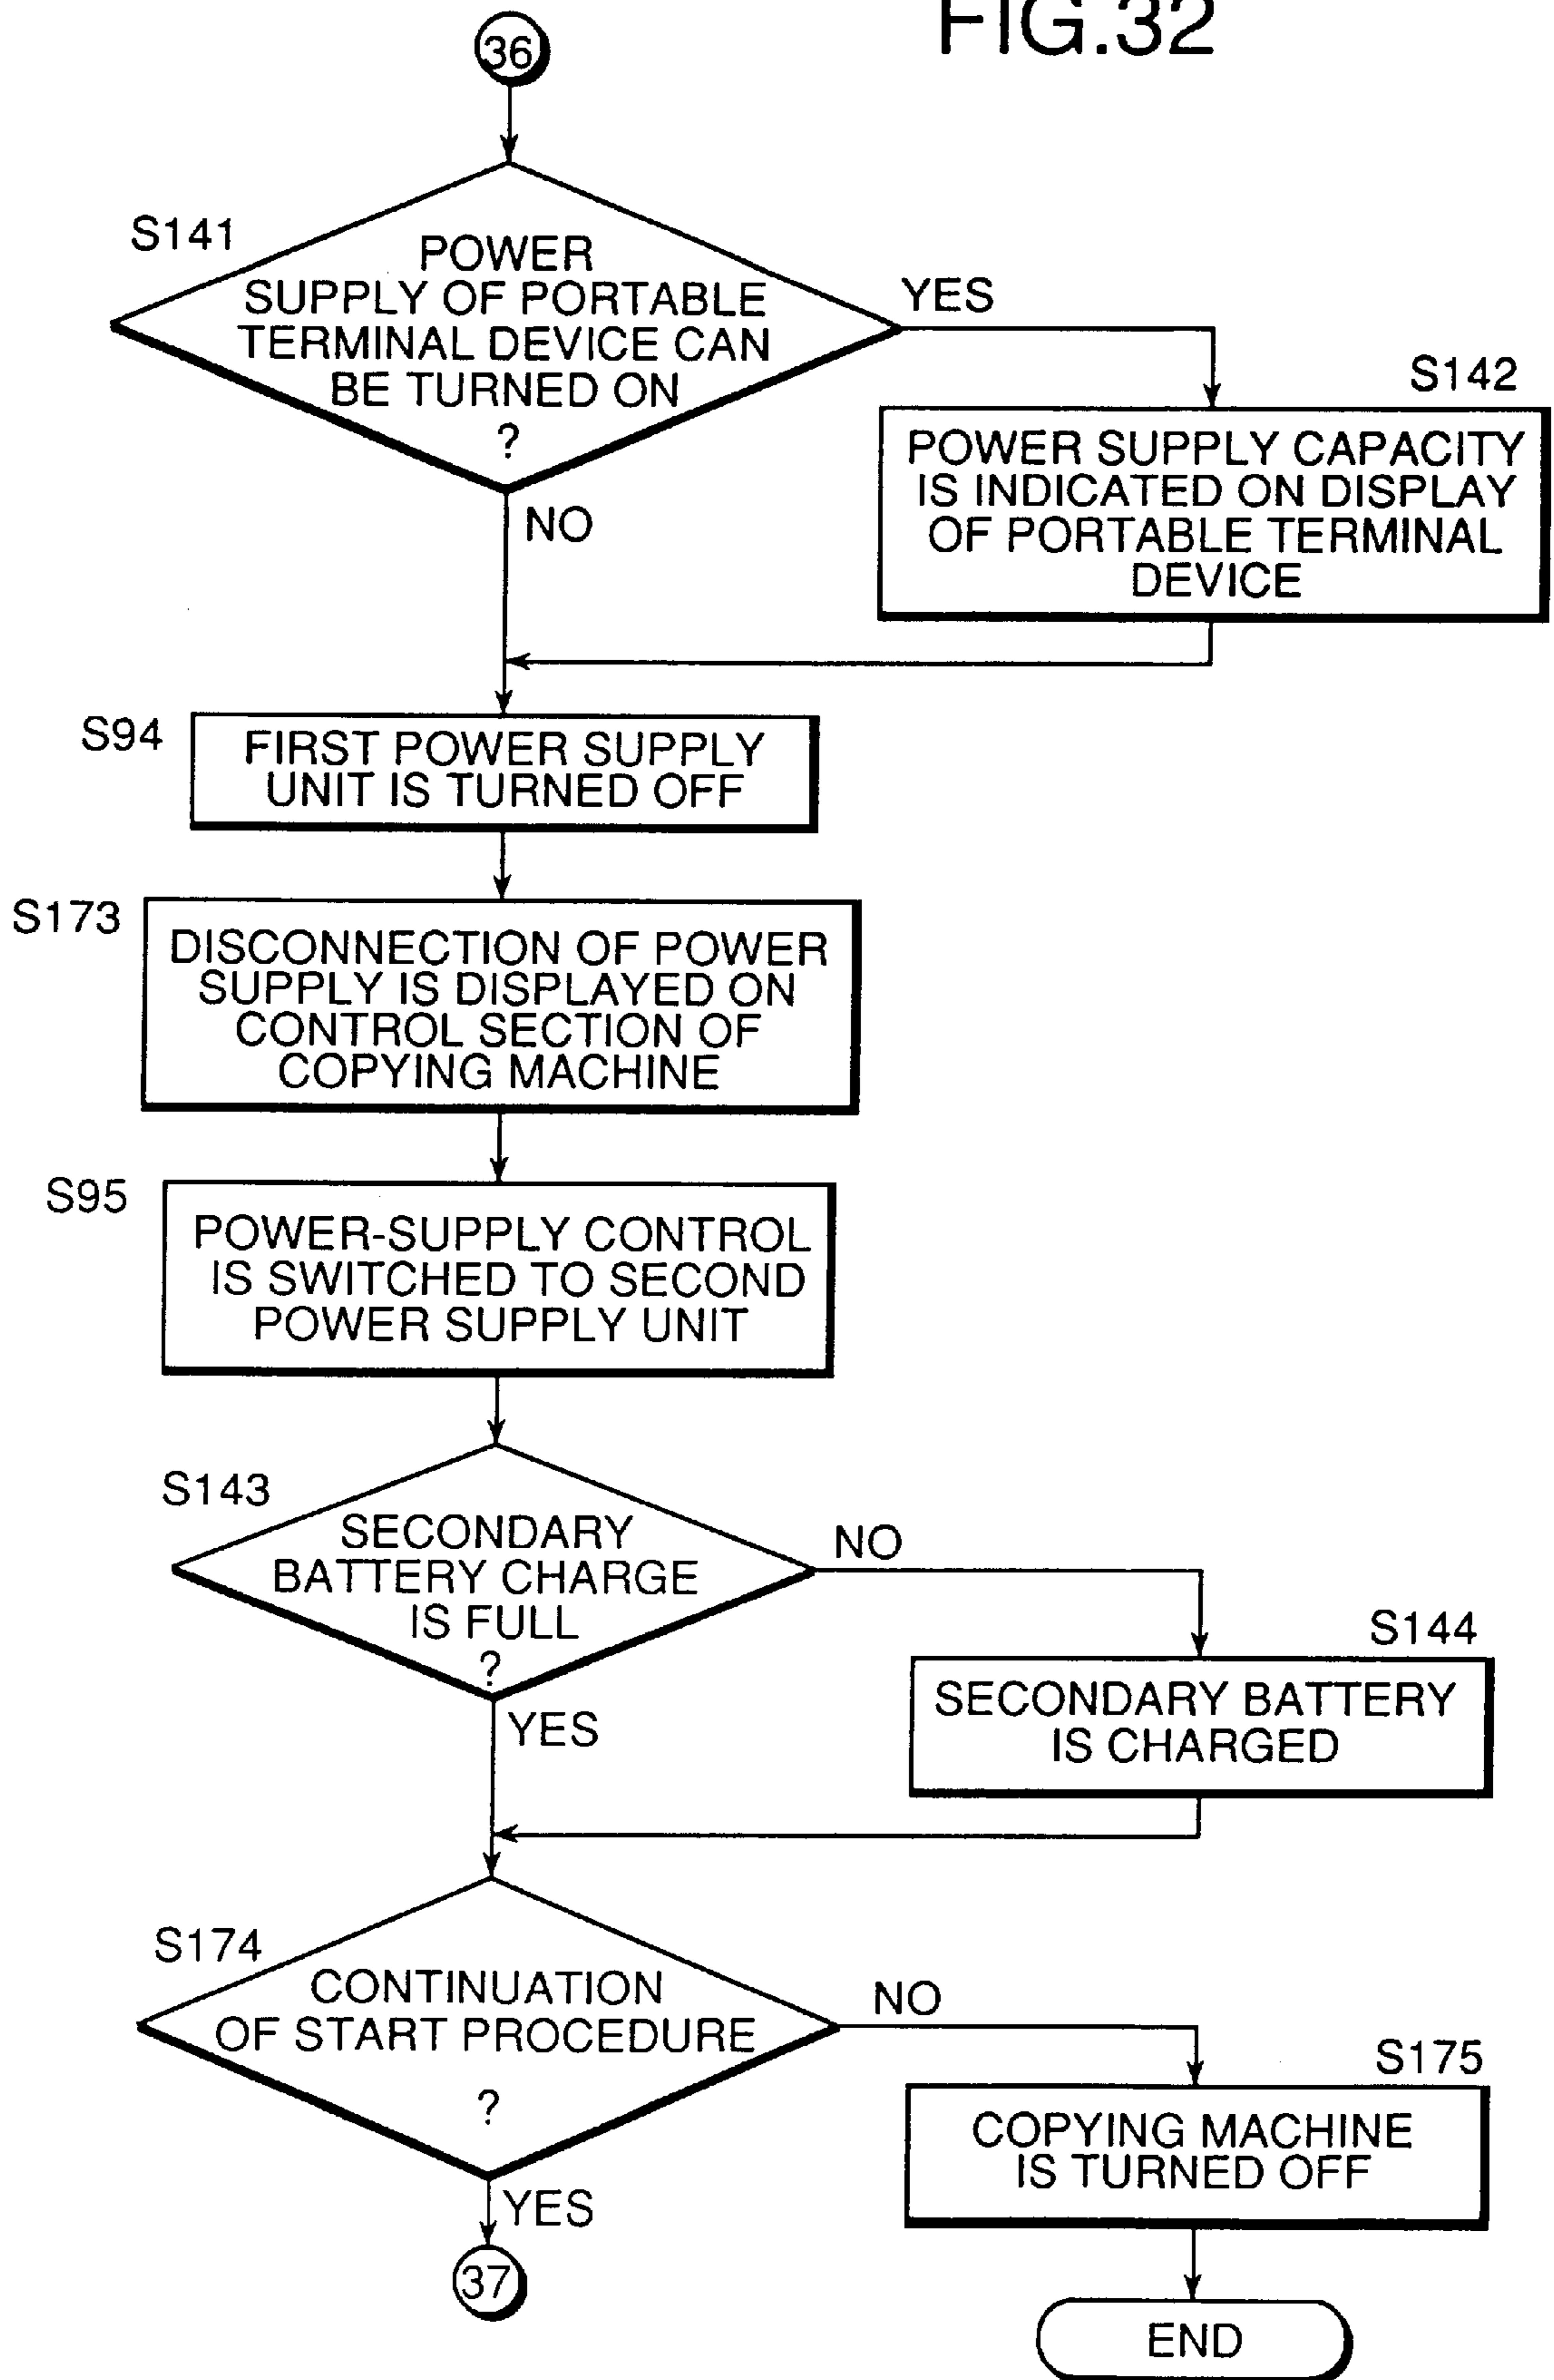 FIG.32
36
S141
POWER
SUPPLY OF PORTABLE
TERMINAL DEVICE CAN
BE TURNED ON
?
YES
NO
S142
POWER SUPPLY CAPACITY
IS INDICATED ON DISPLAY
OF PORTABLE TERMINAL
DEVICE
S94
FIRST POWER SUPPLY
UNIT IS TURNED OFF
S173
DISCONNECTION OF POWER
SUPPLY IS DISPLAYED ON
CONTROL SECTION OF
COPYING MACHINE
S95
POWER-SUPPLY CONTROL
IS SWITCHED TO SECOND
POWER SUPPLY UNIT
S143
SECONDARY
BATTERY CHARGE
IS FULL
?
NO
YES
S144
SECONDARY BATTERY
IS CHARGED
S174
CONTINUATION
OF START PROCEDURE
?
NO
YES
S175
COPYING MACHINE
IS TURNED OFF
37
END